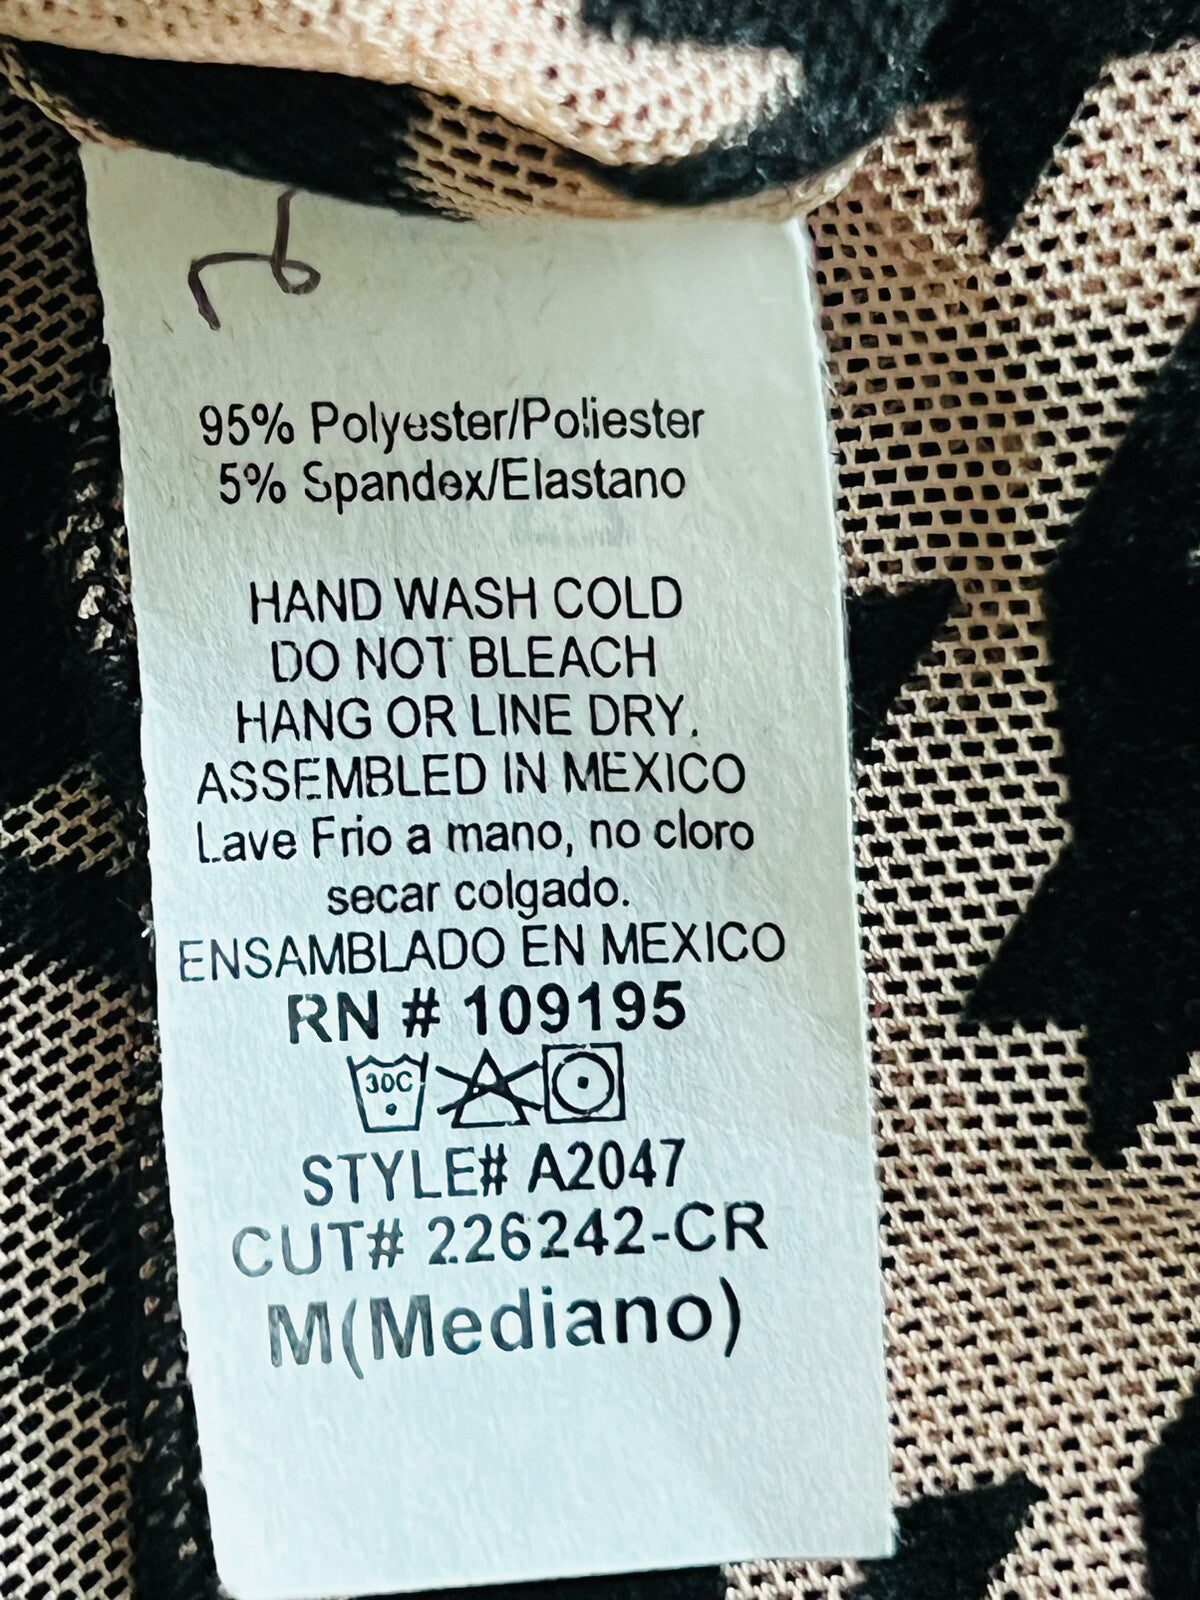 95% Polyester/Poliester
5% Spandex/Elastano
HAND WASH COLD
DO NOT BLEACH
HANG OR LINE DRY.
ASSEMBLED IN MEXICO
Lave Frio a mano, no cloro
secar colgado.
ENSAMBLADO EN MEXICO
RN # 109195
30C
STYLE# A2047
CUT# 226242-CR
M(Mediano)